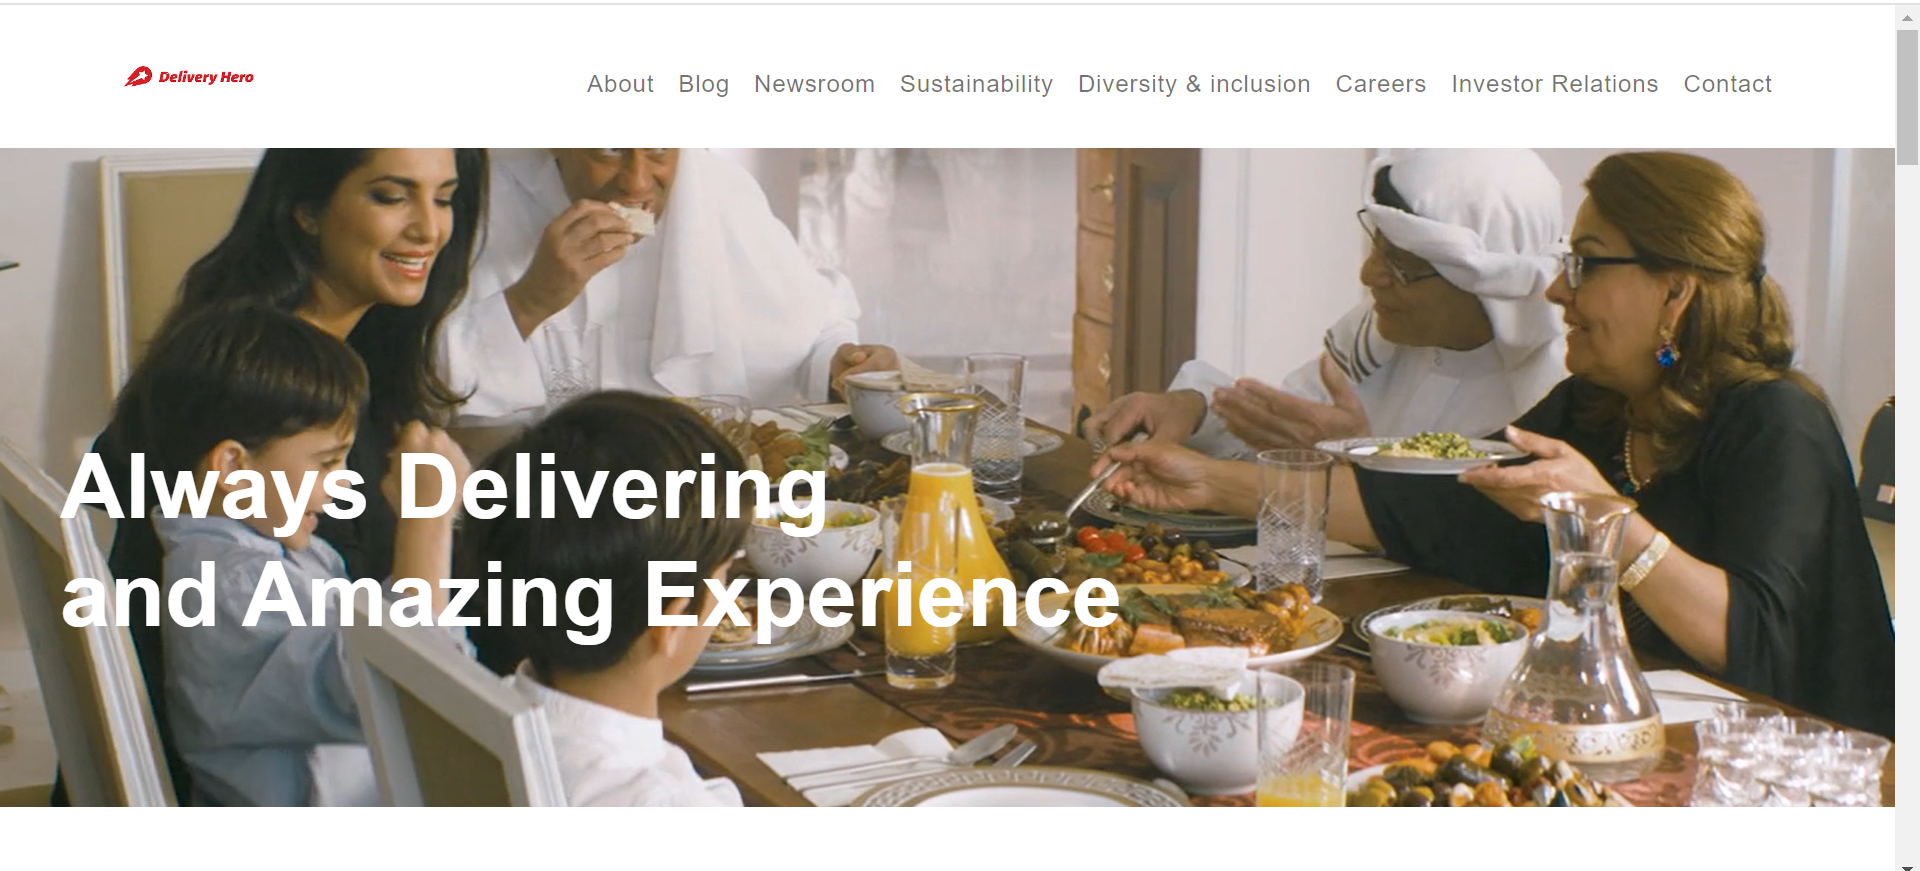 Delivery Hero
About Blog Newsroom Sustainability Diversity & inclusion Careers Investor Relations Contact
Always Delivering
and Amazing Experience